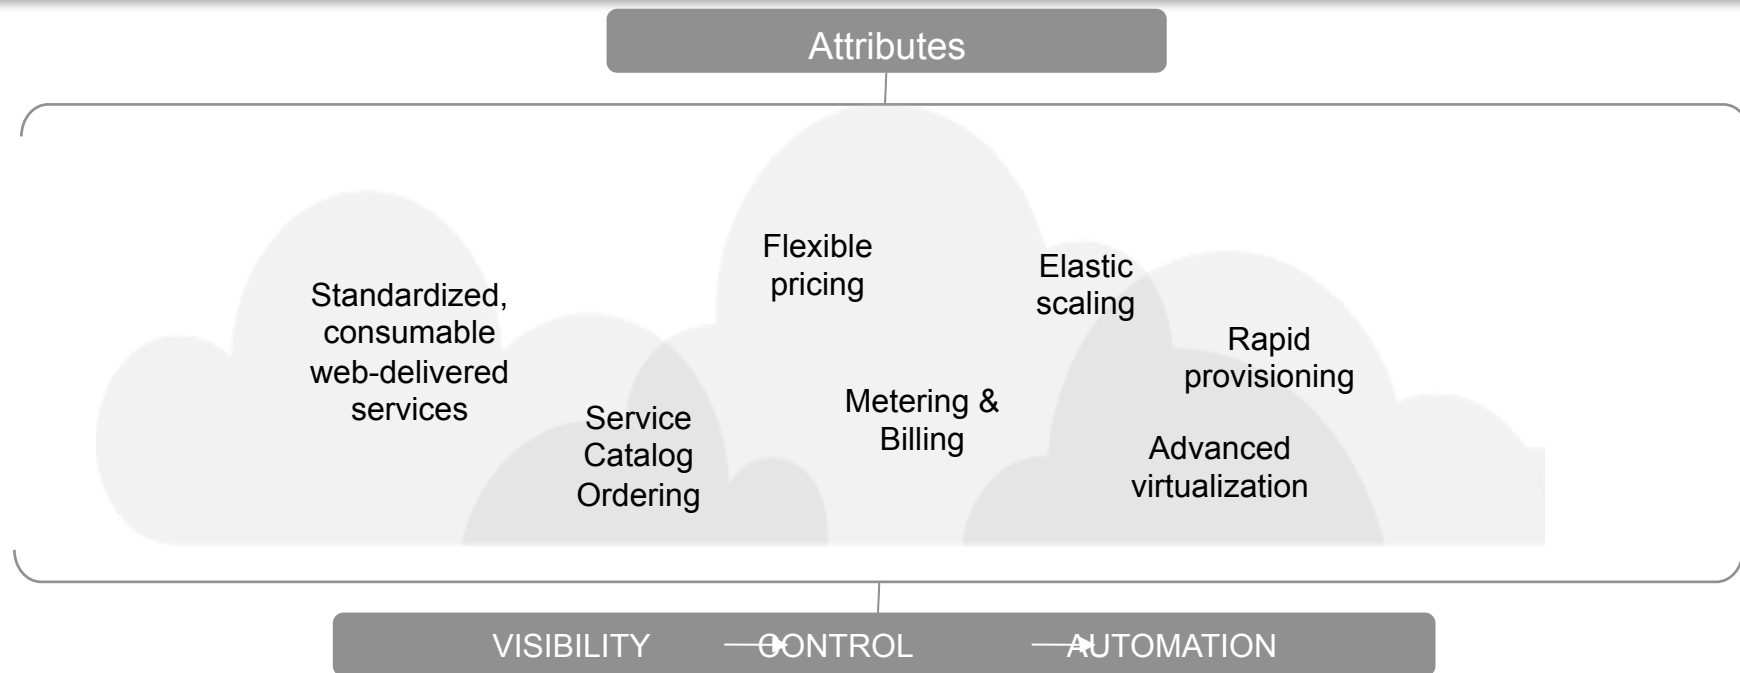 Attributes
Standardized,
consumable
web-delivered
services
Service
Catalog
Ordering
Flexible
pricing
Metering &
Billing
Elastic
scaling
Rapid
provisioning
Advanced
virtualization
VISIBILITY CONTROL AUTOMATION